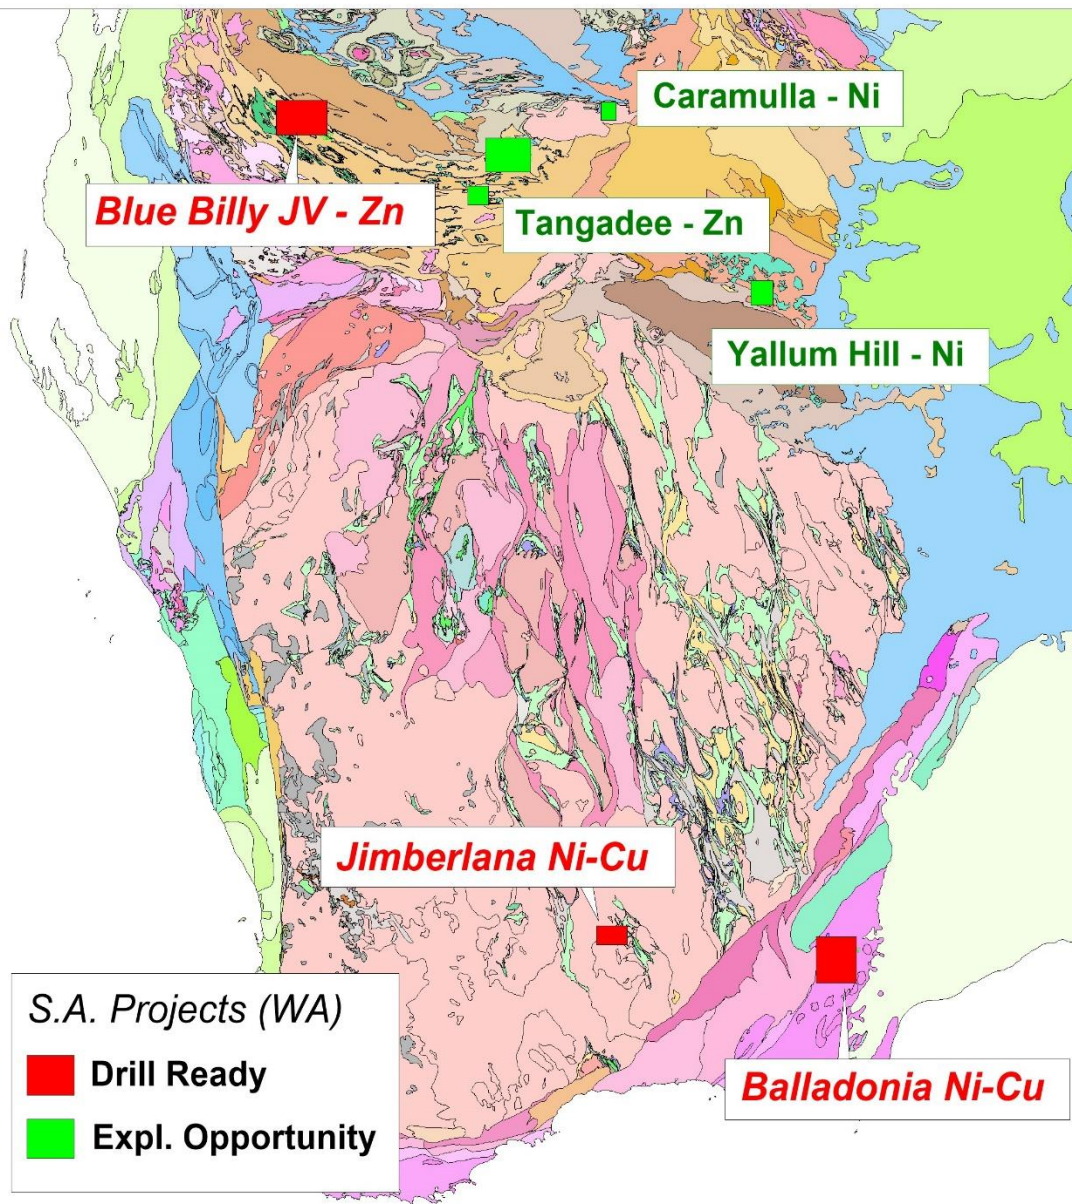 Caramulla - Ni
Blue Billy JV - Zn
Tangadee - Zn
Yallum Hill - Ni
Jimberlana Ni-Cu
Balladonia Ni-Cu
S.A. Projects (WA)
Drill Ready
Expl. Opportunity